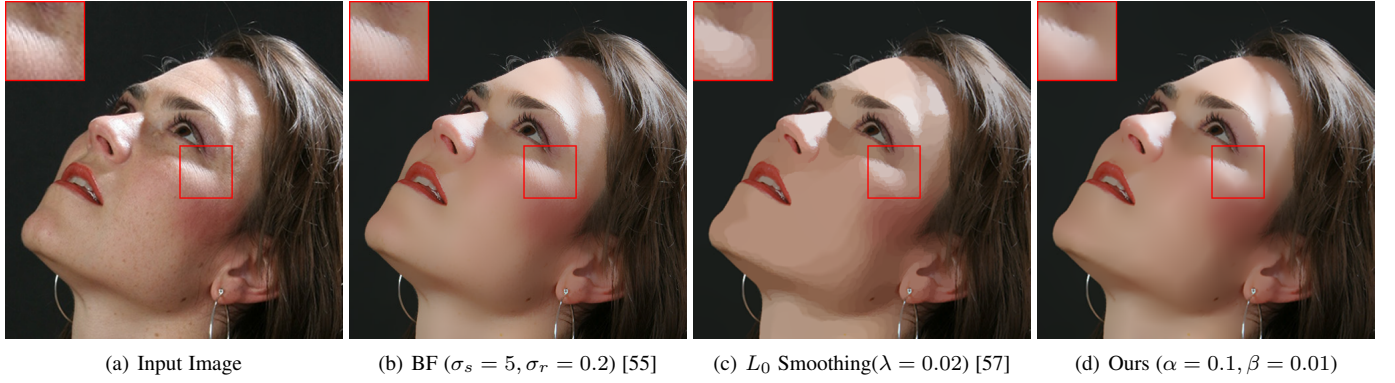 (a) Input Image
(b) BF (σₛ = 5, σᵣ = 0.2) [55]
(c) L₀ Smoothing(λ = 0.02) [57]
(d) Ours (α = 0.1, β = 0.01)